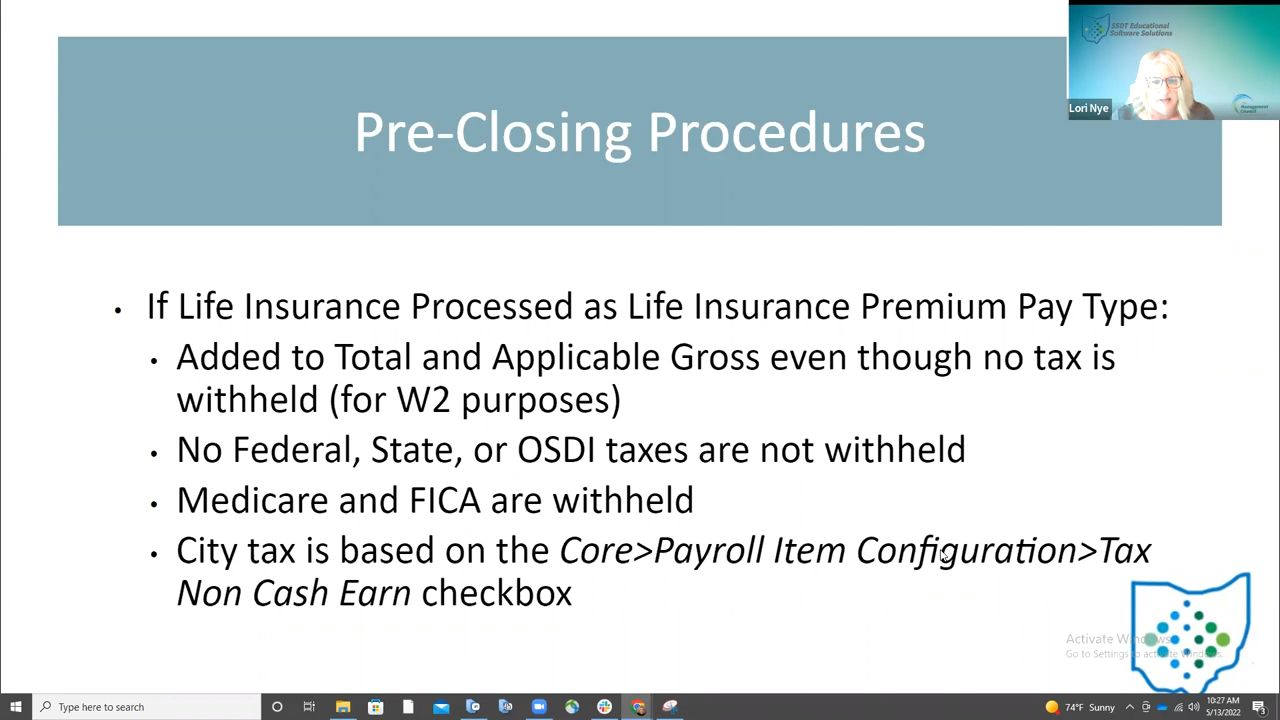 SSDT Educational
Software Solutions
Lori Nye
Management
Council
Pre-Closing Procedures
• If Life Insurance Processed as Life Insurance Premium Pay Type:
• Added to Total and Applicable Gross even though no tax is
withheld (for W2 purposes)
• No Federal, State, or OSDI taxes are not withheld
• Medicare and FICA are withheld
• City tax is based on the Core>Payroll Item Configuration>Tax
Non Cash Earn checkbox
Activate Windows
Go to Settings to activate Windows.
Type here to search
74°F Sunny
10:27 AM
5/13/2022
3